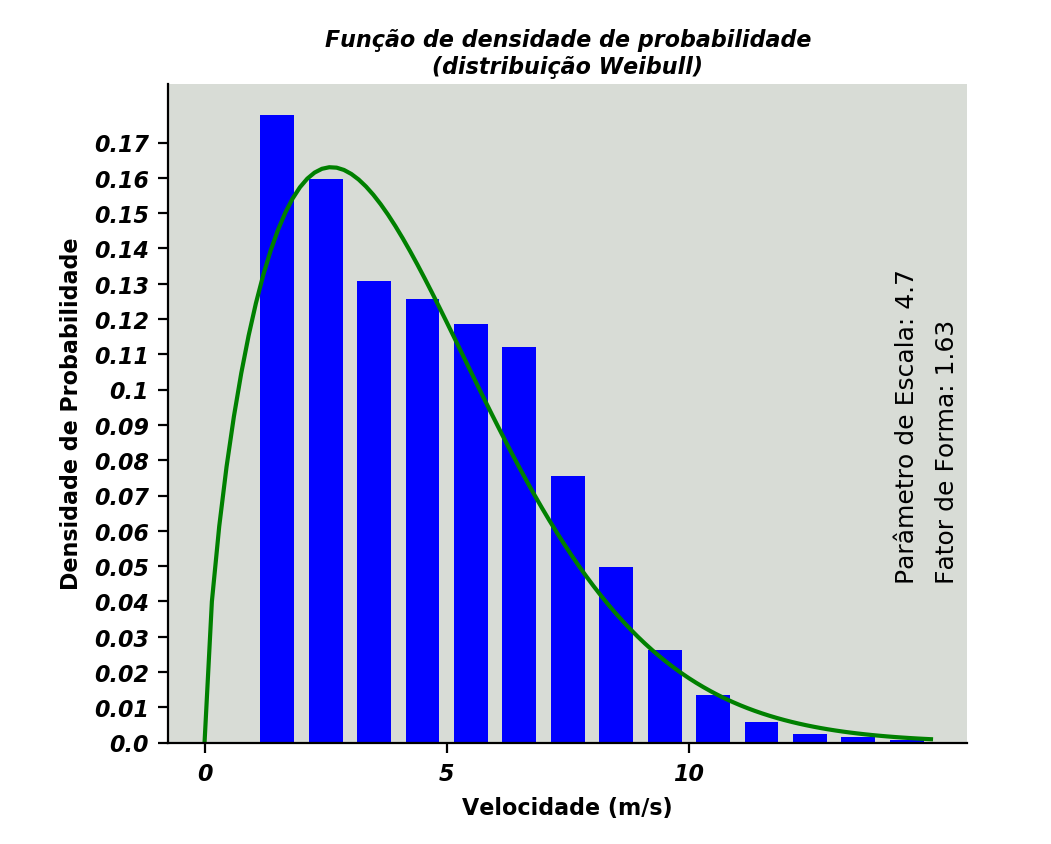 Função de densidade de probabilidade
(distribuição Weibull)
Densidade de Probabilidade
0.17
0.16
0.15
0.14
0.13
0.12
0.11
0.1
0.09
0.08
0.07
0.06
0.05
0.04
0.03
0.02
0.01
0.0
Parâmetro de Escala: 4.7
Fator de Forma: 1.63
0 5 10
Velocidade (m/s)